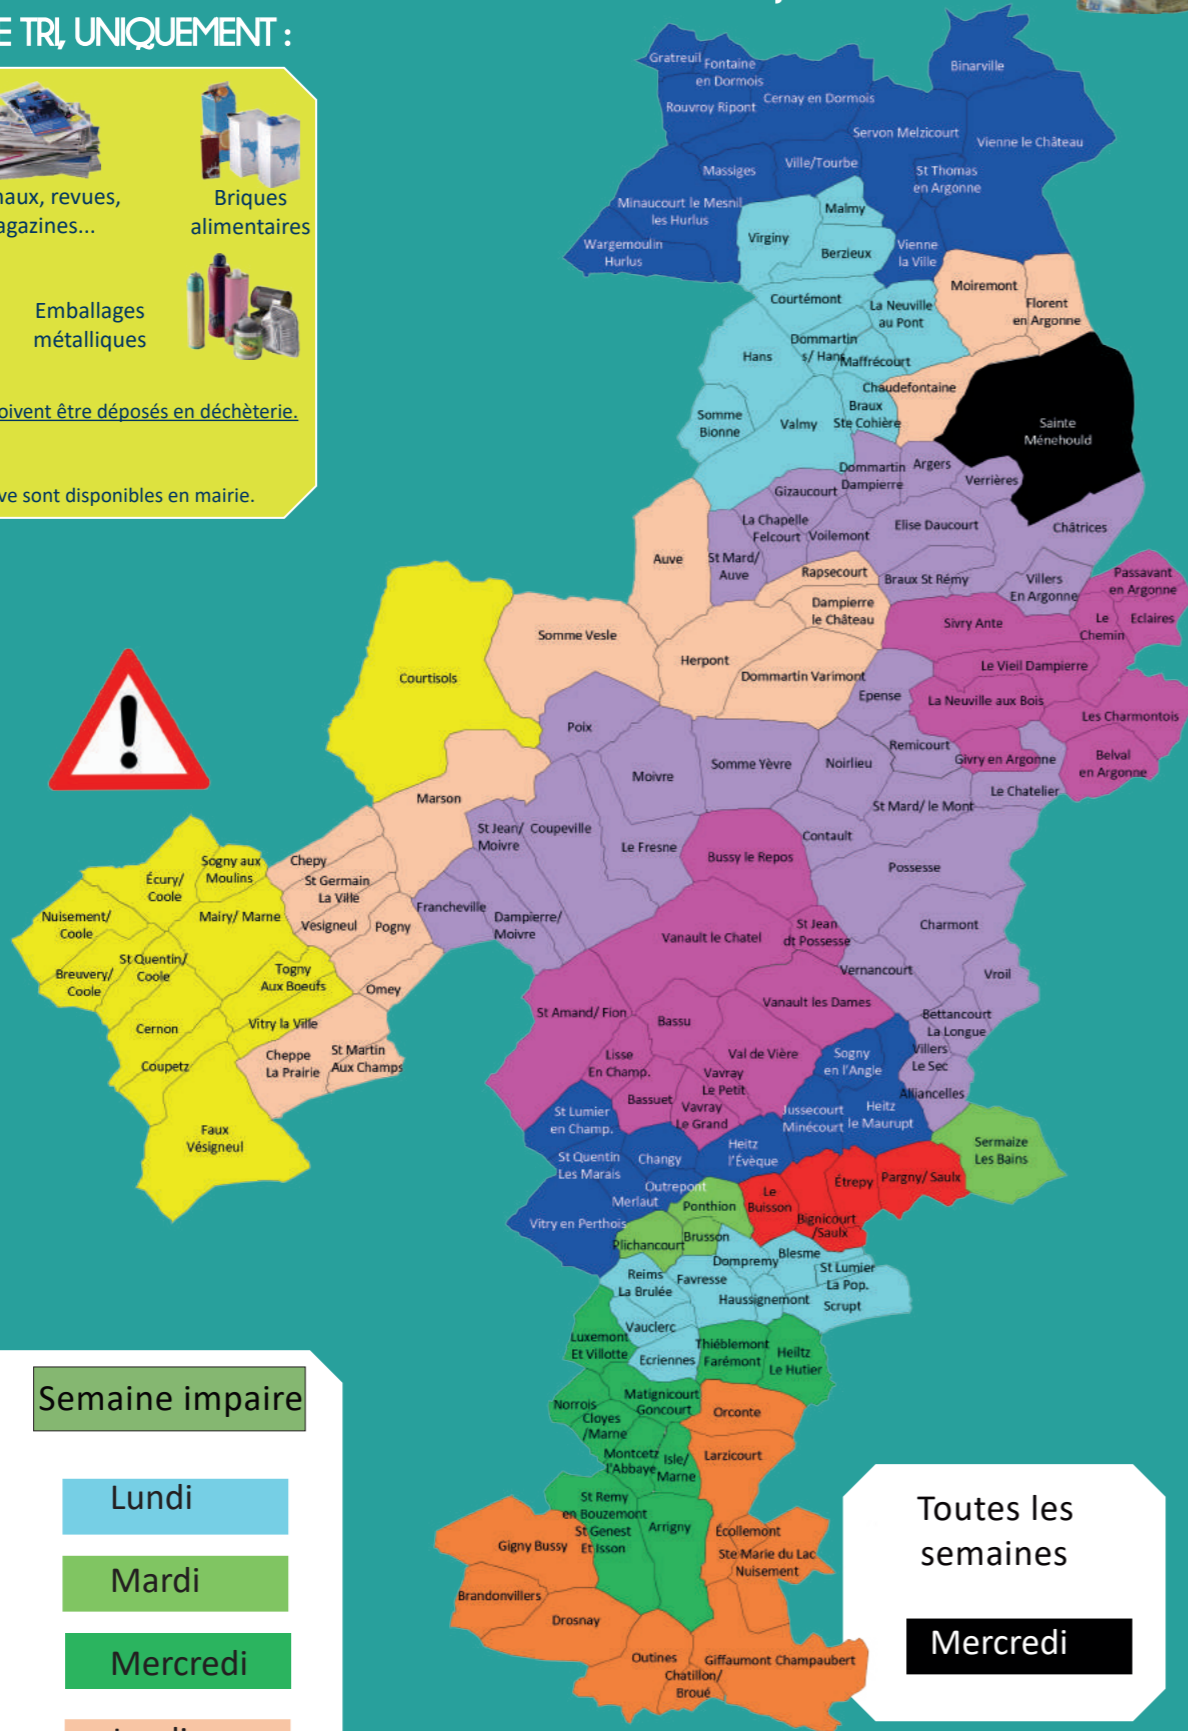 E TRI, UNIQUEMENT :
naux, revues,
agazines...
Briques
alimentaires
Emballages
métalliques
oivent être déposés en déchèterie.
ve sont disponibles en mairie.
Gratreuil
Fontaine
en Dormois
Rouvroy Ripont
Cernay en Dormois
Binarville
Servon Melzicourt
Vienne le Château
Massiges
Ville/Tourbe
St Thomas
en Argonne
Minaucourt le Mesnil
les Hurlus
Wargemoulin
Hurlus
Malmy
Virginy
Berzieux
Vienne
la Ville
Moiremont
Florent
en Argonne
Courtémont
La Neuville
au Pont
Hans
Dommartin
s/ Hans
Maffrécourt
Chaudefontaine
Braux
Ste Cohière
Somme
Bionne
Valmy
Sainte
Ménehould
Dommartin
Dampierre
Argers
Verrières
Gizaucourt
La Chapelle
Felcourt
Voilemont
Elise Daucourt
Châtrices
Auve
St Mard/
Auve
Rapsecourt
Braux St Rémy
Villers
En Argonne
Passavant
en Argonne
Dampierre
le Château
Sivry Ante
Le
Chemin
Eclaires
Somme Vesle
Herpont
Dommartin Varimont
Le Vieil Dampierre
Courtisols
Epense
La Neuville aux Bois
Les Charmontois
Poix
Remicourt
Givry en Argonne
Belval
en Argonne
Moivre
Somme Yèvre
Noirlieu
Le Chatelier
Marson
St Mard/ le Mont
St Jean/
Moivre
Coupeville
Le Fresne
Contault
Bussy le Repos
Possesse
Sogny aux
Moulins
Chepy
Écury/
Coole
St Germain
La Ville
Nuisement/
Coole
Mairy/ Marne
Vesigneul
Pogny
Francheville
Dampierre/
Moivre
Vanault le Chatel
St Jean
dt Possesse
Charmont
Breuvery/
Coole
St Quentin/
Coole
Togny
Aux Boeufs
Omey
Vernancourt
Vroil
Cernon
Vitry la Ville
St Amand/ Fion
Bassu
Vanault les Dames
Bettancourt
La Longue
Coupetz
Cheppe
La Prairie
St Martin
Aux Champs
Lisse
En Champ.
Val de Vière
Sogny
en l'Angle
Villers
Le Sec
Vavray
Le Petit
Bassuet
Vavray
Le Grand
Alliancelles
Faux
Vésigneul
St Lumier
en Champ.
Jussecourt
Minécourt
Heitz
le Maurupt
Heitz
l'Évèque
Sermaize
Les Bains
St Quentin
Les Marais
Changy
Outrepont
Merlaut
Ponthion
Le
Buisson
Étrepy
Pargny/ Saulx
Bignicourt
/Saulx
Vitry en Perthois
Plichancourt
Brusson
Dompremy
Blesme
St Lumier
La Pop.
Reims
La Brulée
Favresse
Haussignemont
Scrupt
Vauclerc
Luxemont
Et Villotte
Ecriennes
Thiéblemont
Farémont
Heiltz
Le Hutier
Matignicourt
Goncourt
Norrois
Cloyes
/Marne
Orconte
Montcetz
l'Abbaye
Isle/
Marne
Larzicourt
St Remy
en Bouzemont
St Genest
Et Isson
Arrigny
Écollemont
Ste Marie du Lac
Nuisement
Gigny Bussy
Brandonvillers
Drosnay
Outines
Giffaumont Champaubert
Chatillon/
Broué
Semaine impaire
Lundi
Mardi
Mercredi
Toutes les
semaines
Mercredi